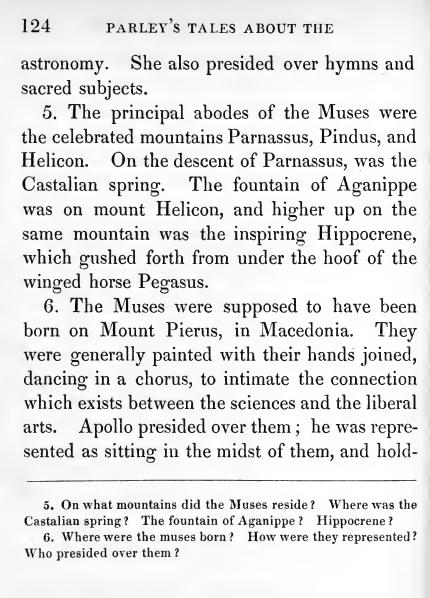 124 PARLEY'S TALES ABOUT THE
astronomy. She also presided over hymns and
sacred subjects.
5. The principal abodes of the Muses were
the celebrated mountains Parnassus, Pindus, and
Helicon. On the descent of Parnassus, was the
Castalian spring. The fountain of Aganippe
was on mount Helicon, and higher up on the
same mountain was the inspiring Hippocrene,
which gushed forth from under the hoof of the
winged horse Pegasus.
6. The Muses were supposed to have been
born on Mount Pierus, in Macedonia. They
were generally painted with their hands joined,
dancing in a chorus, to intimate the connection
which exists between the sciences and the liberal
arts. Apollo presided over them ; he was repre-
sented as sitting in the midst of them, and hold-
5. On what mountains did the Muses reside ? Where was the
Castalian spring ? The fountain of Aganippe ? Hippocrene ?
6. Where were the muses born ? How were they represented ?
Who presided over them ?